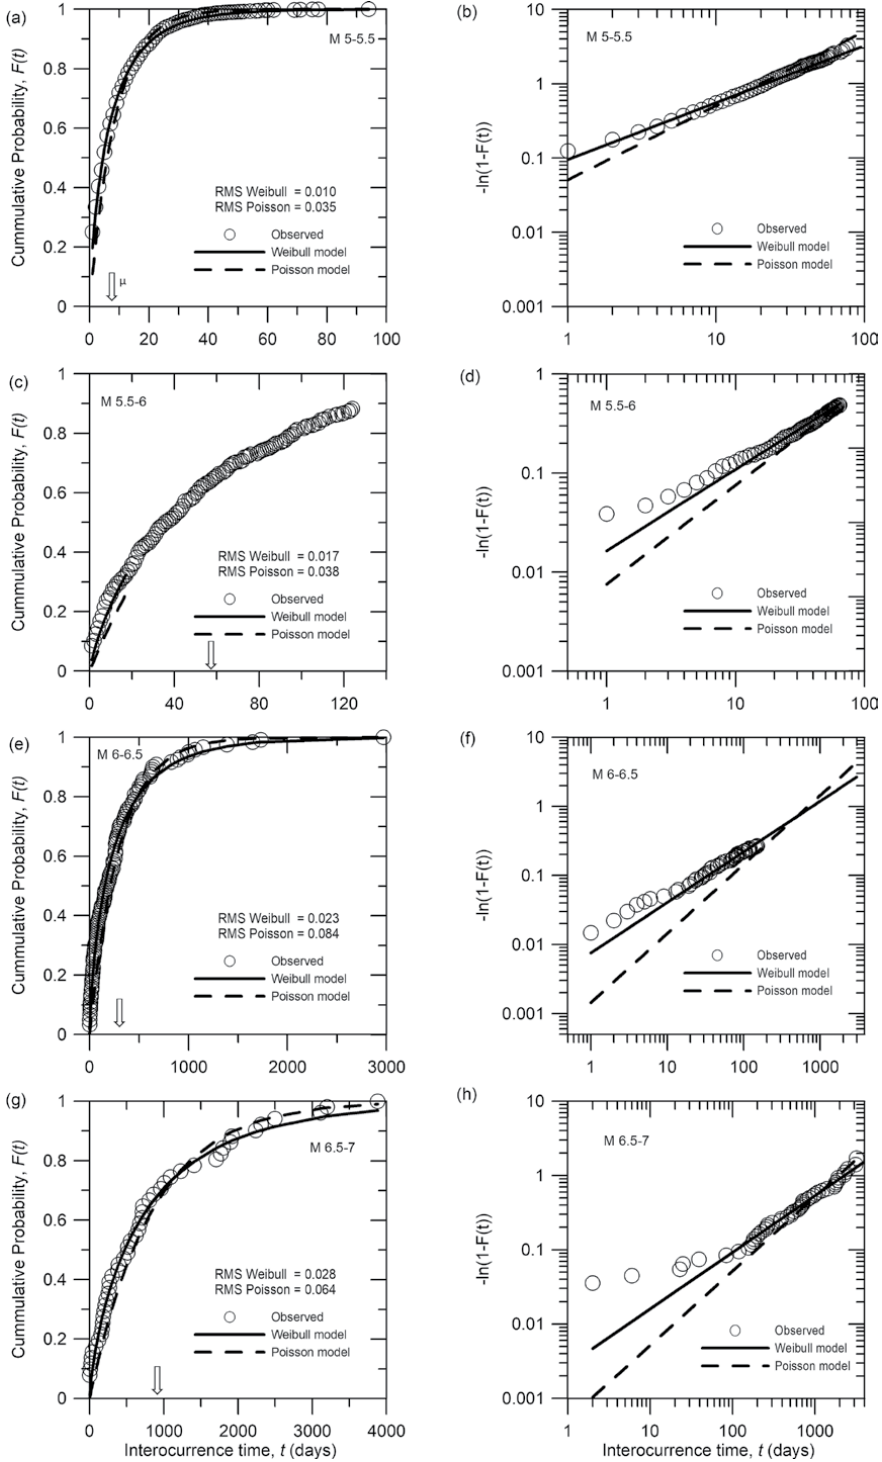 (a)
Cummulative Probability, F(t)
1
0.8
0.6
0.4
0.2
0
M 5-5.5
RMS Weibull = 0.010
RMS Poisson = 0.035
Observed
Weibull model
Poisson model
μ
0 20 40 60 80 100
(b)
-ln(1-F(t))
10
1
0.1
0.01
0.001
M 5-5.5
Observed
Weibull model
Poisson model
1 10 100
(c)
Cummulative Probability, F(t)
1
0.8
0.6
0.4
0.2
0
M 5.5-6
RMS Weibull = 0.017
RMS Poisson = 0.038
Observed
Weibull model
Poisson model
0 40 80 120
(d)
-ln(1-F(t))
1
0.1
0.01
0.001
M 5.5-6
Observed
Weibull model
Poisson model
1 10 100
(e)
Cummulative Probability, F(t)
1
0.8
0.6
0.4
0.2
0
M 6-6.5
RMS Weibull = 0.023
RMS Poisson = 0.084
Observed
Weibull model
Poisson model
0 1000 2000 3000
(f)
-ln(1-F(t))
10
1
0.1
0.01
0.001
M 6-6.5
Observed
Weibull model
Poisson model
1 10 100 1000
(g)
Cummulative Probability, F(t)
1
0.8
0.6
0.4
0.2
0
M 6.5-7
RMS Weibull = 0.028
RMS Poisson = 0.064
Observed
Weibull model
Poisson model
0 1000 2000 3000 4000
Interocurrence time, t (days)
(h)
-ln(1-F(t))
10
1
0.1
0.01
0.001
M 6.5-7
Observed
Weibull model
Poisson model
1 10 100 1000
Interocurrence time, t (days)